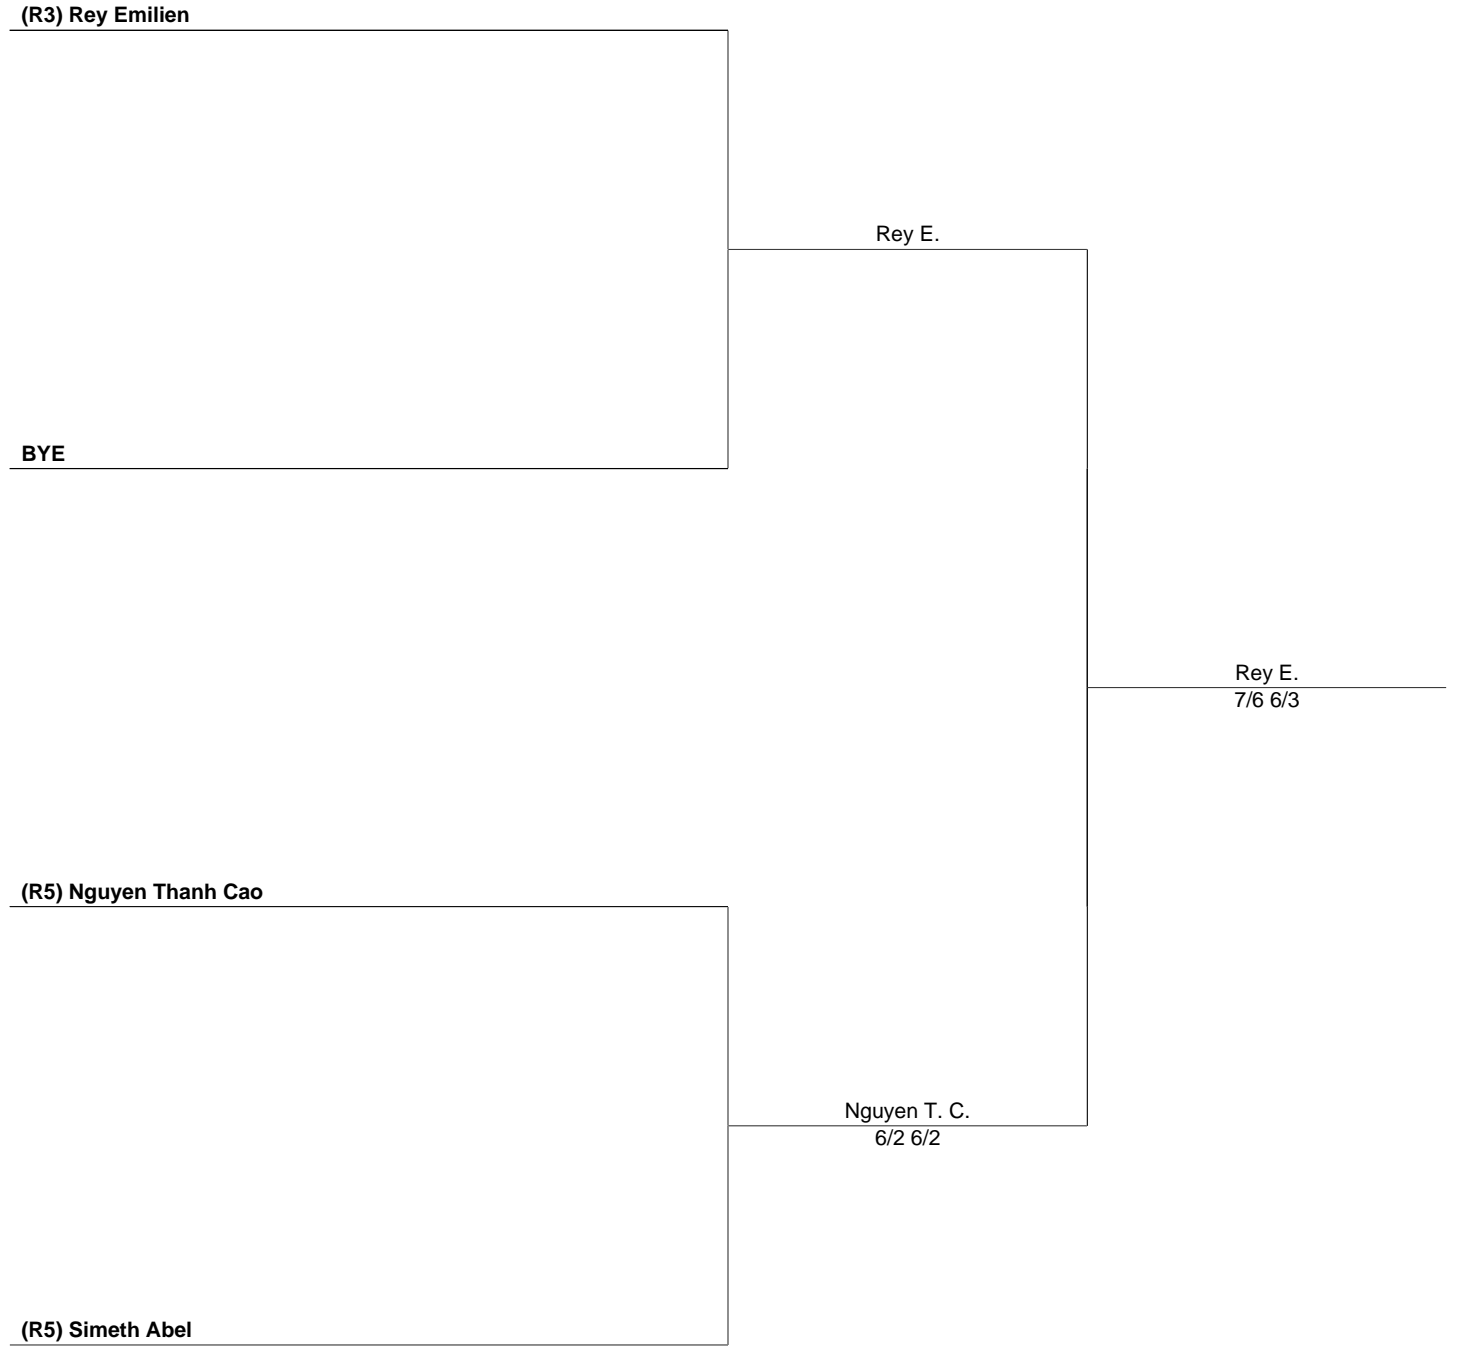 (R3) Rey Emilien
Rey E.
BYE
Rey E.
7/6 6/3
(R5) Nguyen Thanh Cao
Nguyen T. C.
6/2 6/2
(R5) Simeth Abel